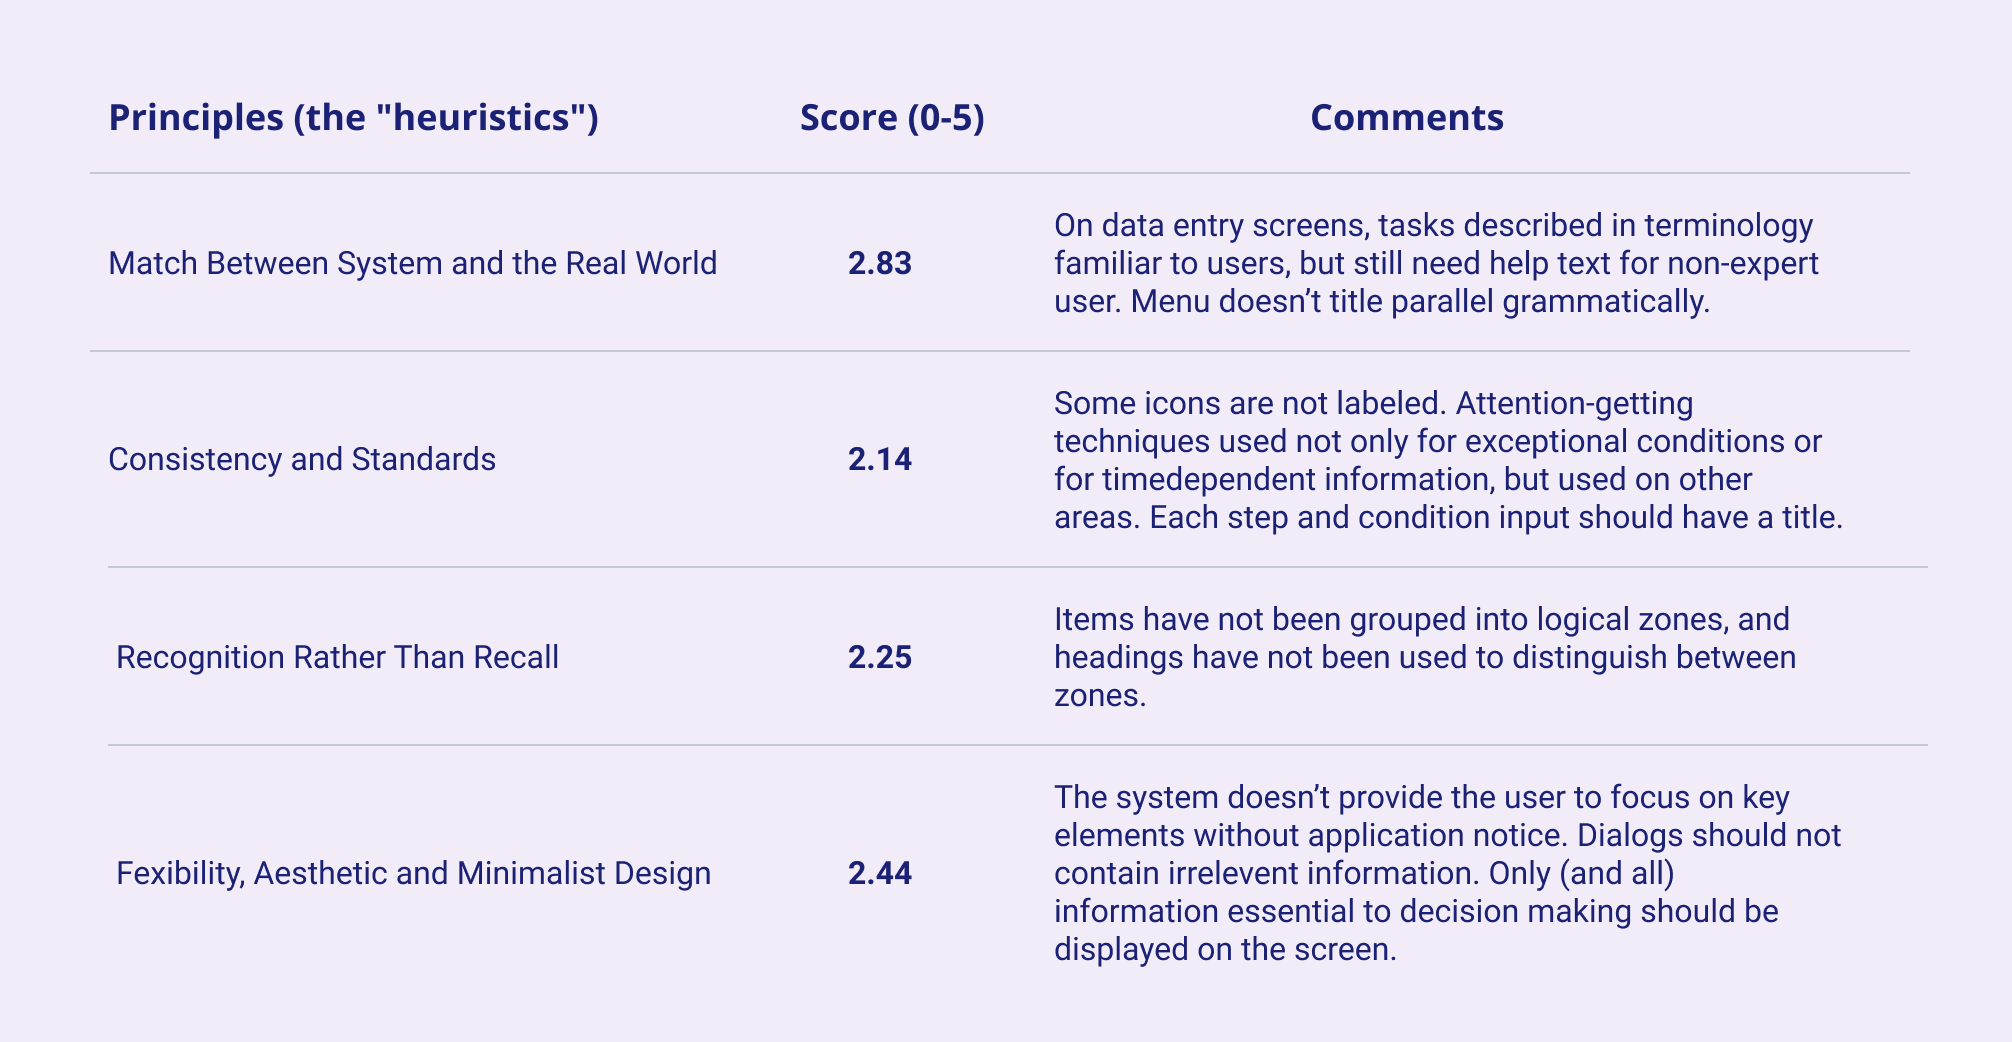 Principles (the "heuristics") Score (0-5) Comments
Match Between System and the Real World 2.83
On data entry screens, tasks described in terminology
familiar to users, but still need help text for non-expert
user. Menu doesn’t title parallel grammatically.
Consistency and Standards 2.14
Some icons are not labeled. Attention-getting
techniques used not only for exceptional conditions or
for timedependent information, but used on other
areas. Each step and condition input should have a title.
Recognition Rather Than Recall 2.25
Items have not been grouped into logical zones, and
headings have not been used to distinguish between
zones.
Fexibility, Aesthetic and Minimalist Design 2.44
The system doesn’t provide the user to focus on key
elements without application notice. Dialogs should not
contain irrelevent information. Only (and all)
information essential to decision making should be
displayed on the screen.